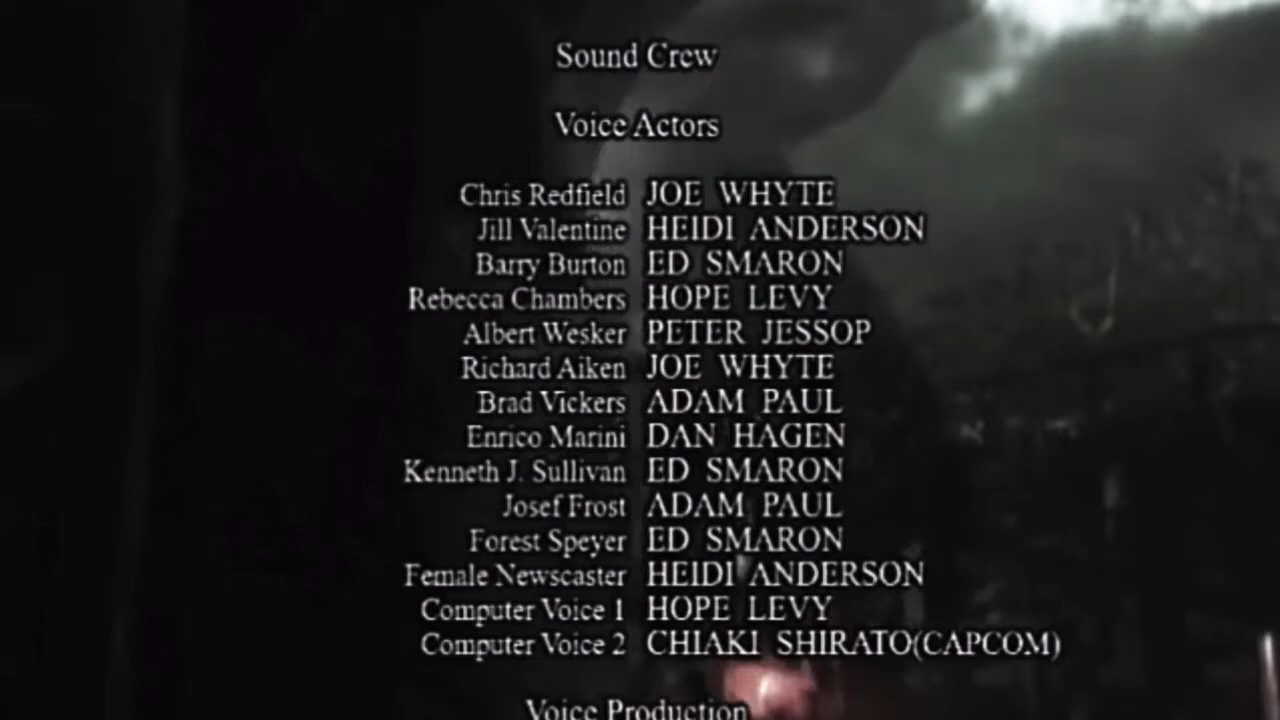 Sound Crew
Voice Actors
Chris Redfield JOE WHYTE
Jill Valentine HEIDI ANDERSON
Barry Burton ED SMARON
Rebecca Chambers HOPE LEVY
Albert Wesker PETER JESSOP
Richard Aiken JOE WHYTE
Brad Vickers ADAM PAUL
Enrico Marini DAN HAGEN
Kenneth J. Sullivan ED SMARON
Josef Frost ADAM PAUL
Forest Speyer ED SMARON
Female Newscaster HEIDI ANDERSON
Computer Voice 1 HOPE LEVY
Computer Voice 2 CHIAKI SHIRATO(CAPCOM)
Voice Production